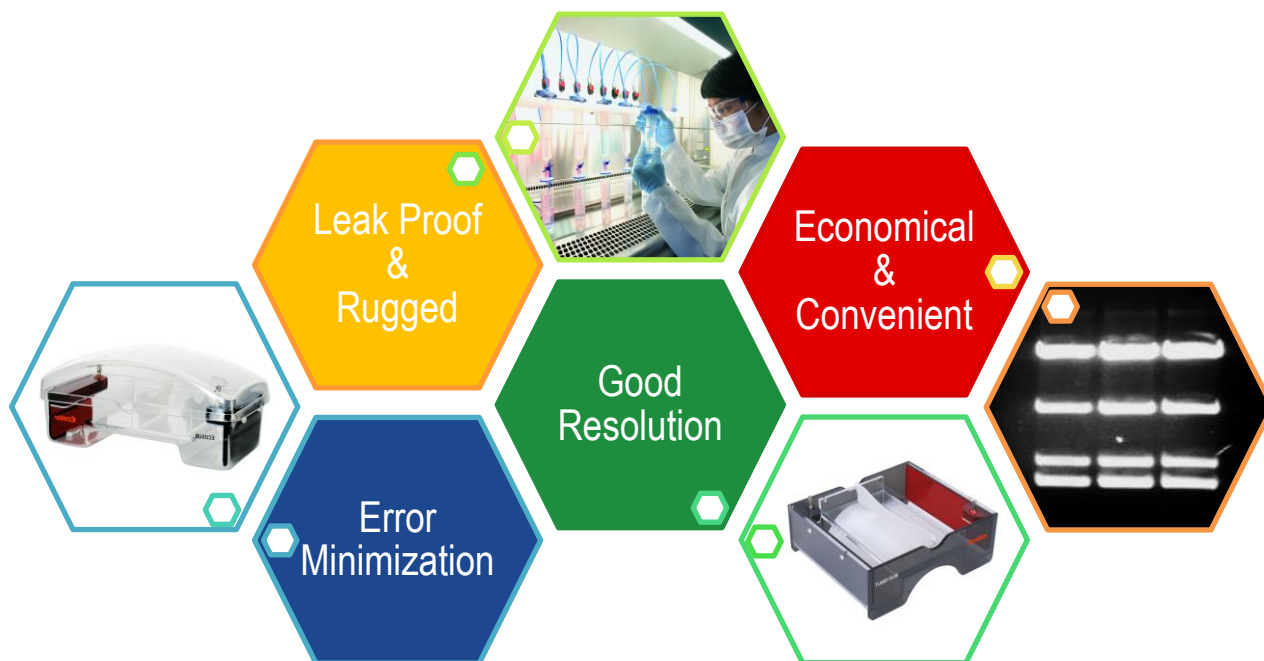 Leak Proof
&
Rugged
Economical
&
Convenient
Good
Resolution
Error
Minimization